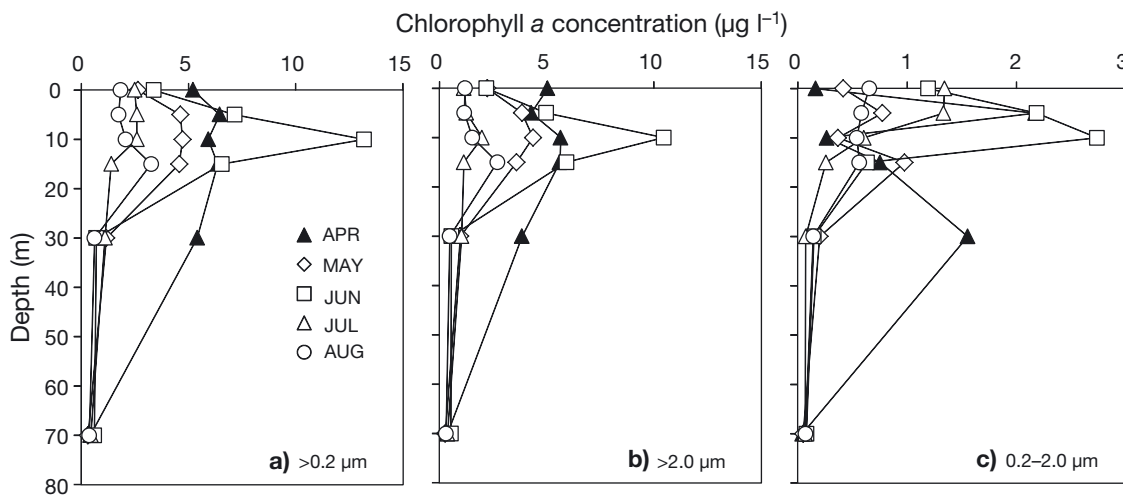 Chlorophyll a concentration (µg l⁻¹)
0 5 10 15
0 5 10 15
0 1 2 3
Depth (m)
0
10
20
30
40
50
60
70
80
APR
MAY
JUN
JUL
AUG
a) >0.2 µm
b) >2.0 µm
c) 0.2–2.0 µm